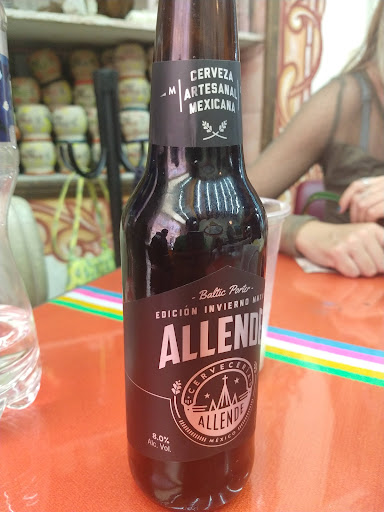 CERVEZA
ARTESANAL
MEXICANA
- Baltic Porter -
EDICIÓN INVIERNO
ALLENDE
CERVECERÍA
ALLENDE
MÉXICO
8.0%
Alc. Vol.